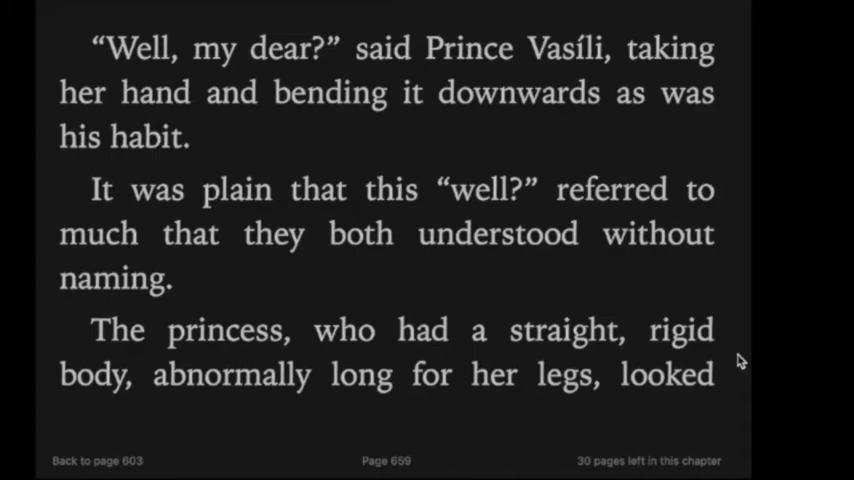 “Well, my dear?” said Prince Vasíli, taking
her hand and bending it downwards as was
his habit.
It was plain that this “well?” referred to
much that they both understood without
naming.
The princess, who had a straight, rigid
body, abnormally long for her legs, looked
Back to page 603
Page 659
30 pages left in this chapter